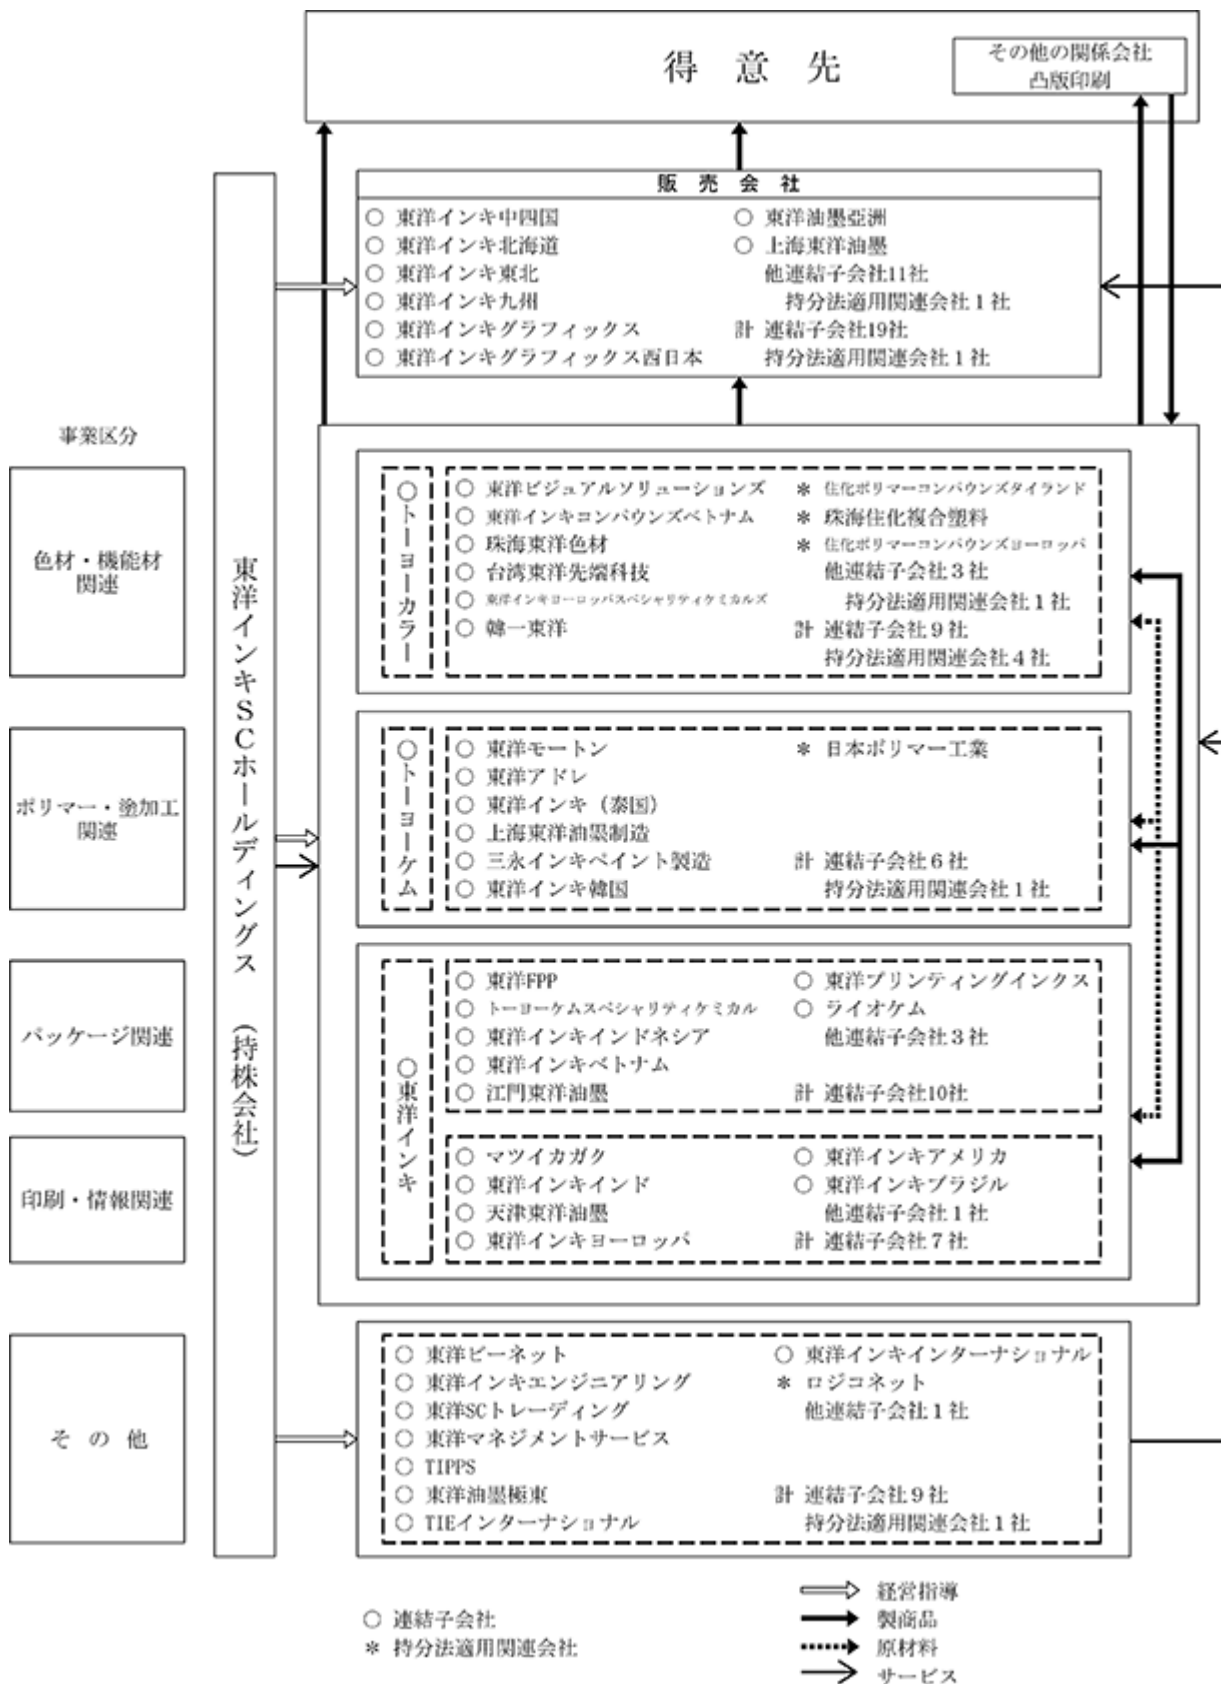 得意先
その他の関係会社
凸版印刷
販売会社
○ 東洋インキ中四国
○ 東洋インキ北海道
○ 東洋インキ東北
○ 東洋インキ九州
○ 東洋インキグラフィックス
○ 東洋インキグラフィックス西日本
○ 東洋油墨亞洲
○ 上海東洋油墨
他連結子会社11社
持分法適用関連会社1社
計 連結子会社19社
持分法適用関連会社1社
事業区分
色材・機能材
関連
ポリマー・塗加工
関連
パッケージ関連
印刷・情報関連
その他
東洋インキSCホールディングス（持株会社）
○トーヨーカラー
○ 東洋ビジュアルソリューションズ
○ 東洋インキコンパウンズベトナム
○ 珠海東洋色材
○ 台湾東洋先端科技
○ 東洋インキヨーロッパスペシャリティケミカルズ
○ 韓一東洋
＊ 住化ポリマーコンパウンズタイランド
＊ 珠海住化複合塑料
＊ 住化ポリマーコンパウンズヨーロッパ
他連結子会社3社
持分法適用関連会社1社
計 連結子会社9社
持分法適用関連会社4社
○トーヨーケム
○ 東洋モートン
○ 東洋アドレ
○ 東洋インキ（泰国）
○ 上海東洋油墨制造
○ 三永インキペイント製造
○ 東洋インキ韓国
＊ 日本ポリマー工業
計 連結子会社6社
持分法適用関連会社1社
○東洋インキ
○ 東洋FPP
○ トーヨーケムスペシャリティケミカル
○ 東洋インキインドネシア
○ 東洋インキベトナム
○ 江門東洋油墨
○ 東洋プリンティングインクス
○ ライオケム
他連結子会社3社
計 連結子会社10社
○ マツイカガク
○ 東洋インキインド
○ 天津東洋油墨
○ 東洋インキヨーロッパ
○ 東洋インキアメリカ
○ 東洋インキブラジル
他連結子会社1社
計 連結子会社7社
○ 東洋ビーネット
○ 東洋インキエンジニアリング
○ 東洋SCトレーディング
○ 東洋マネジメントサービス
○ TIPPS
○ 東洋油墨極東
○ TIEインターナショナル
○ 東洋インキインターナショナル
＊ ロジコネット
他連結子会社1社
計 連結子会社9社
持分法適用関連会社1社
○ 連結子会社
＊ 持分法適用関連会社
経営指導
製商品
原材料
サービス